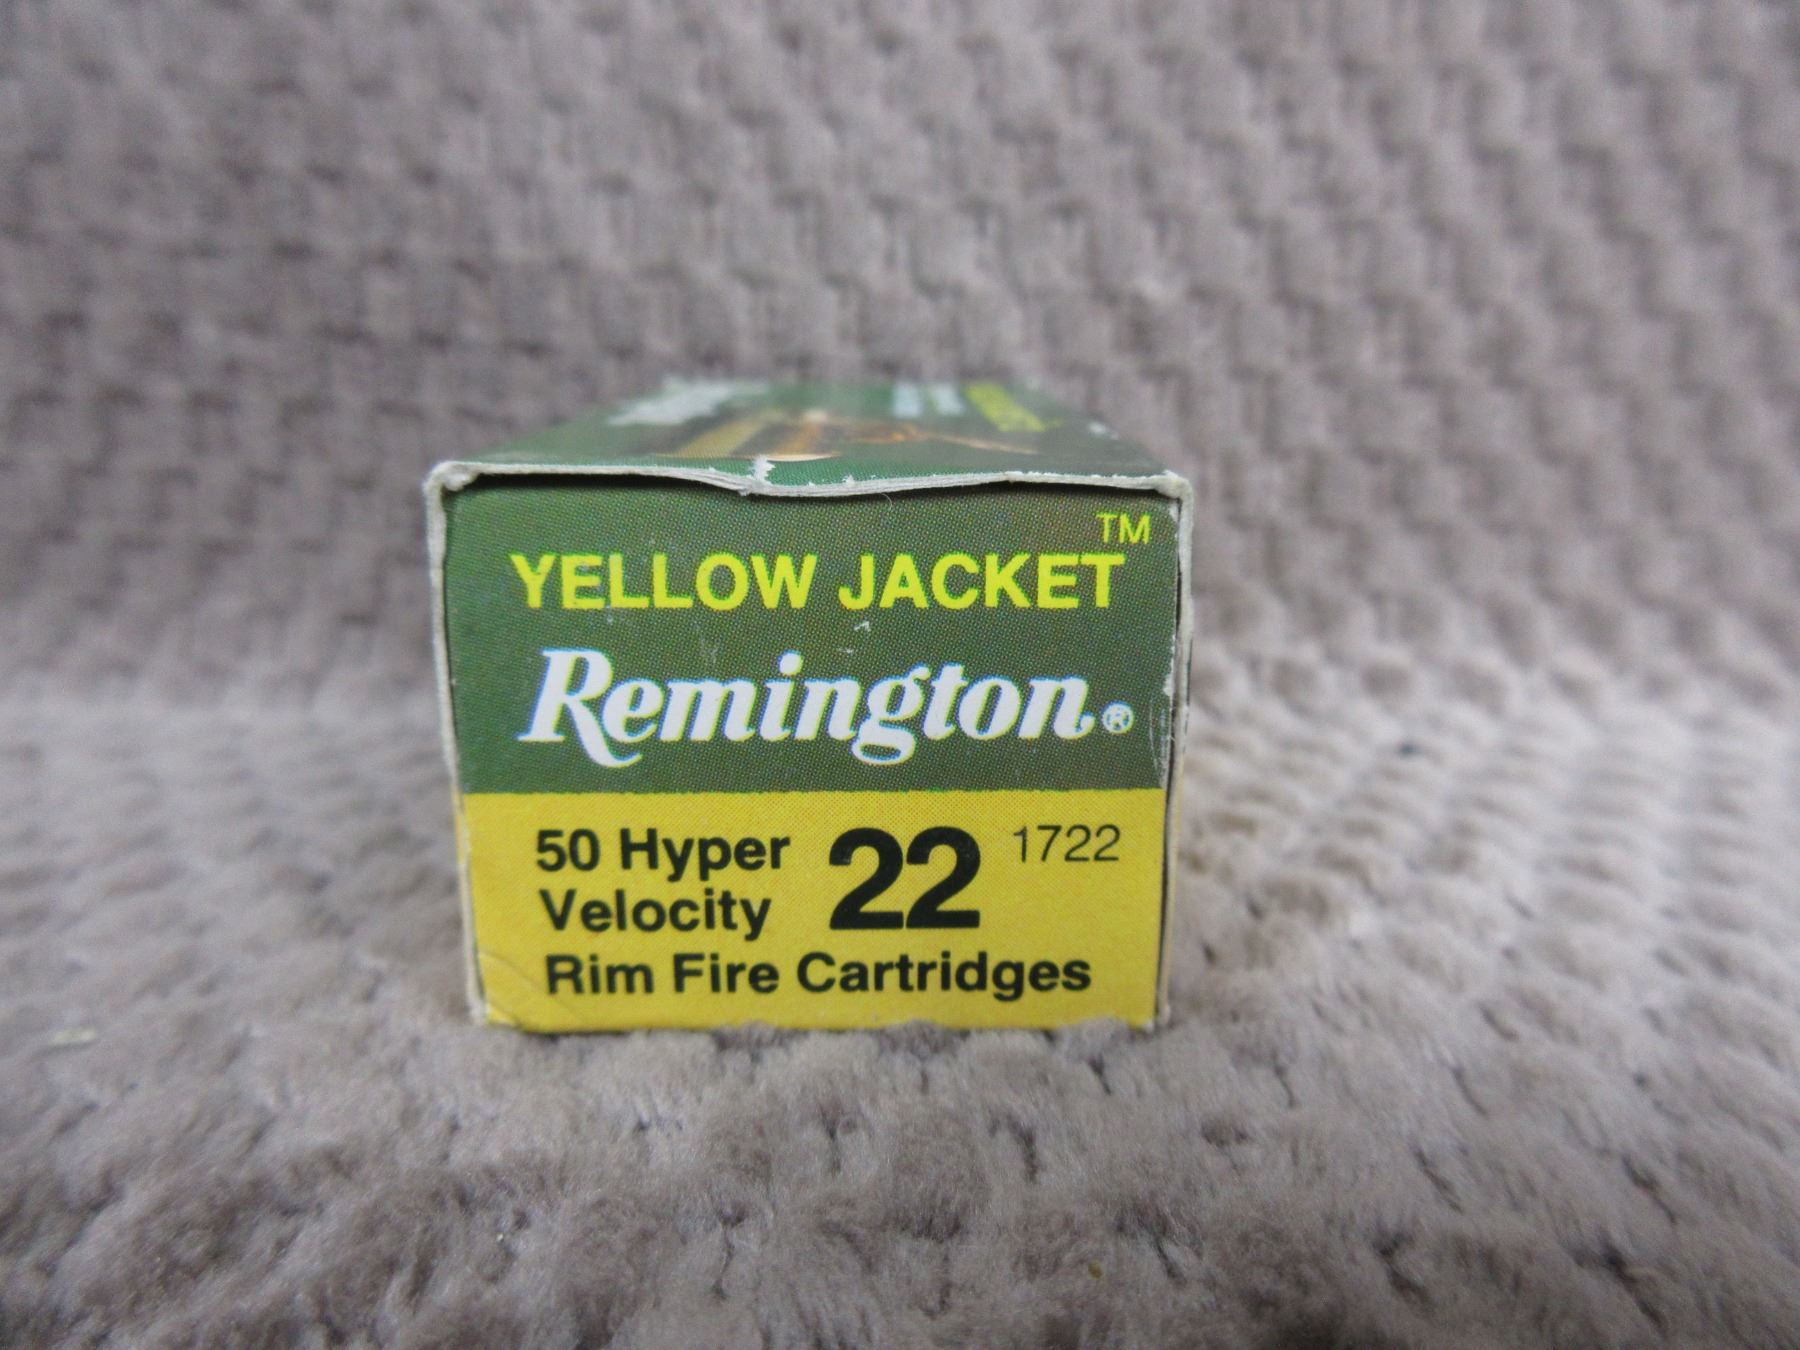 YELLOW JACKET™
Remington®
50 Hyper
Velocity
22
1722
Rim Fire Cartridges